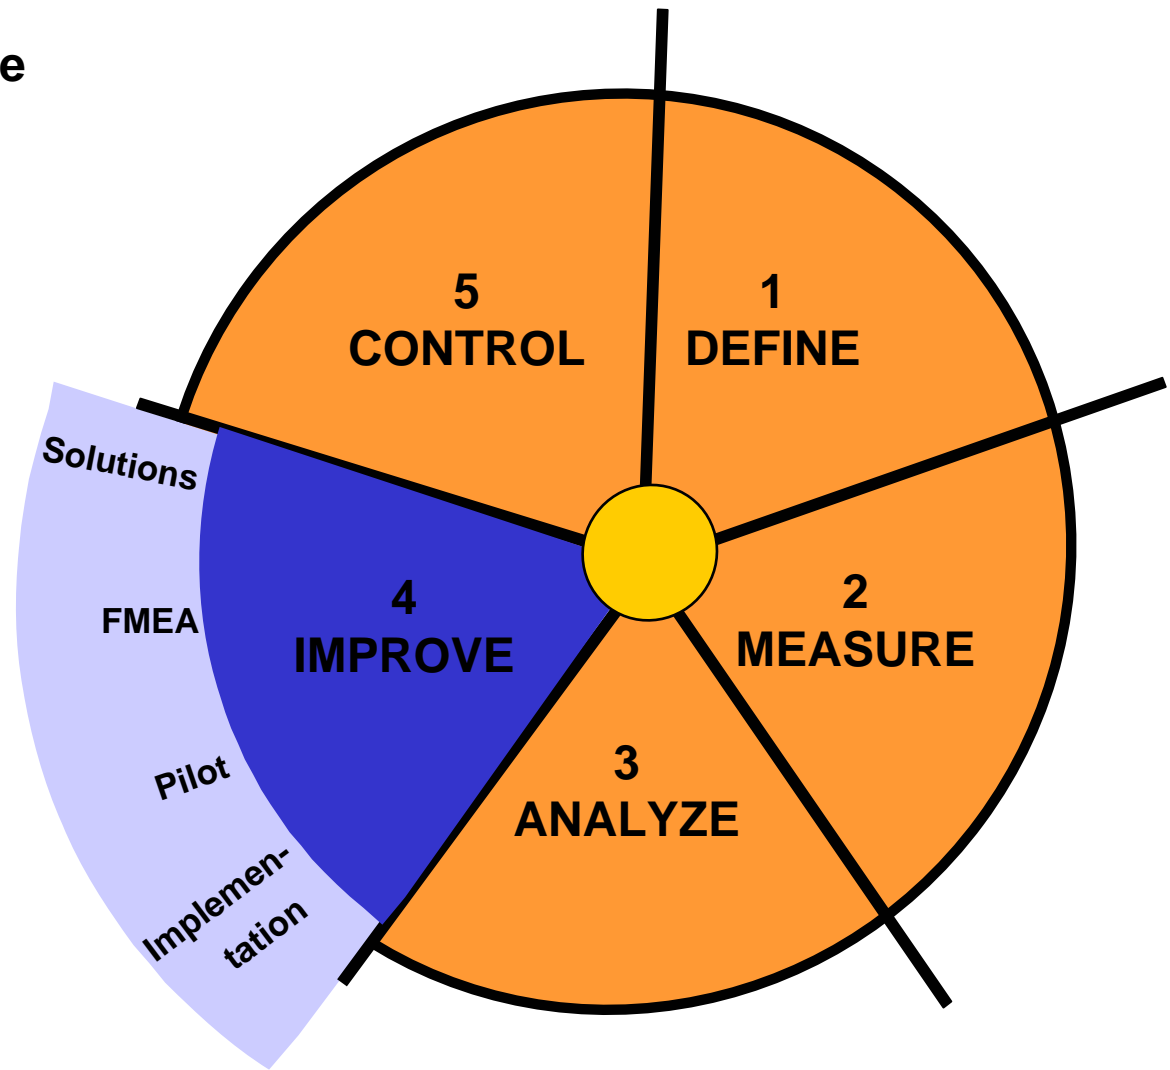 e
5
CONTROL
1
DEFINE
2
MEASURE
3
ANALYZE
4
IMPROVE
Solutions
FMEA
Pilot
Implemen-
tation